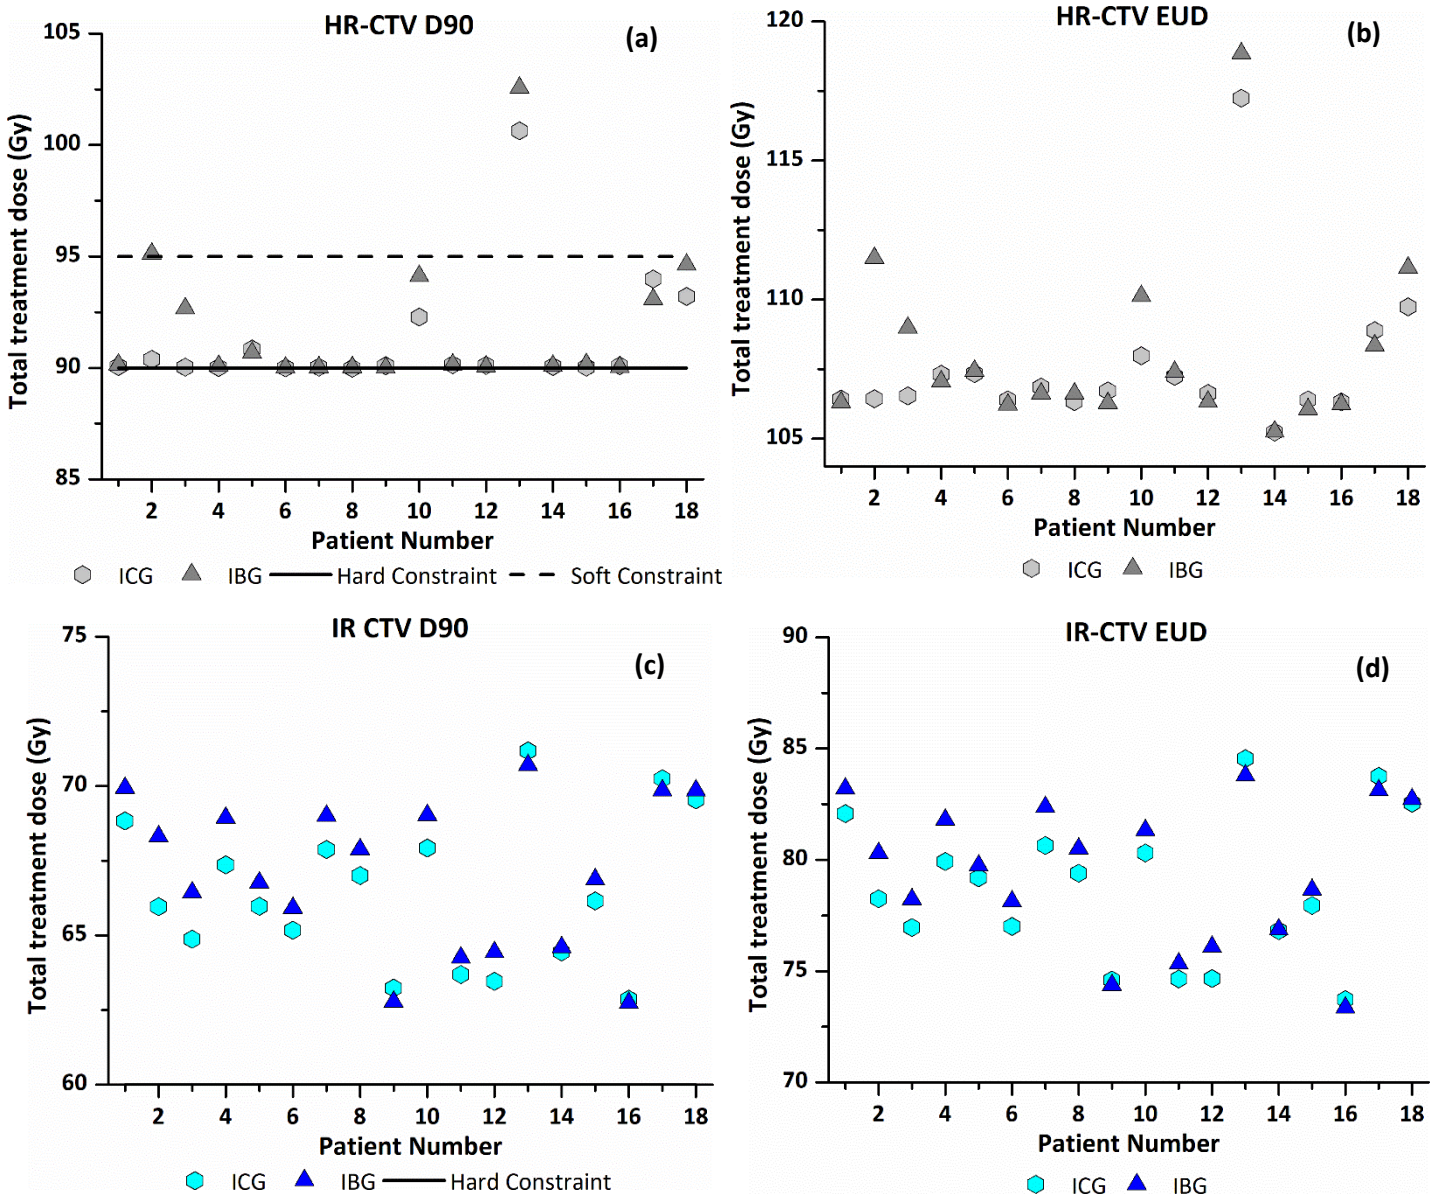 HR-CTV D90
(a)
Total treatment dose (Gy)
105
100
95
90
85
2 4 6 8 10 12 14 16 18
Patient Number
ICG IBG Hard Constraint Soft Constraint
HR-CTV EUD
(b)
Total treatment dose (Gy)
120
115
110
105
2 4 6 8 10 12 14 16 18
Patient Number
ICG IBG
IR CTV D90
(c)
Total treatment dose (Gy)
75
70
65
60
2 4 6 8 10 12 14 16 18
Patient Number
ICG IBG Hard Constraint
IR-CTV EUD
(d)
Total treatment dose (Gy)
90
85
80
75
70
2 4 6 8 10 12 14 16 18
Patient Number
ICG IBG